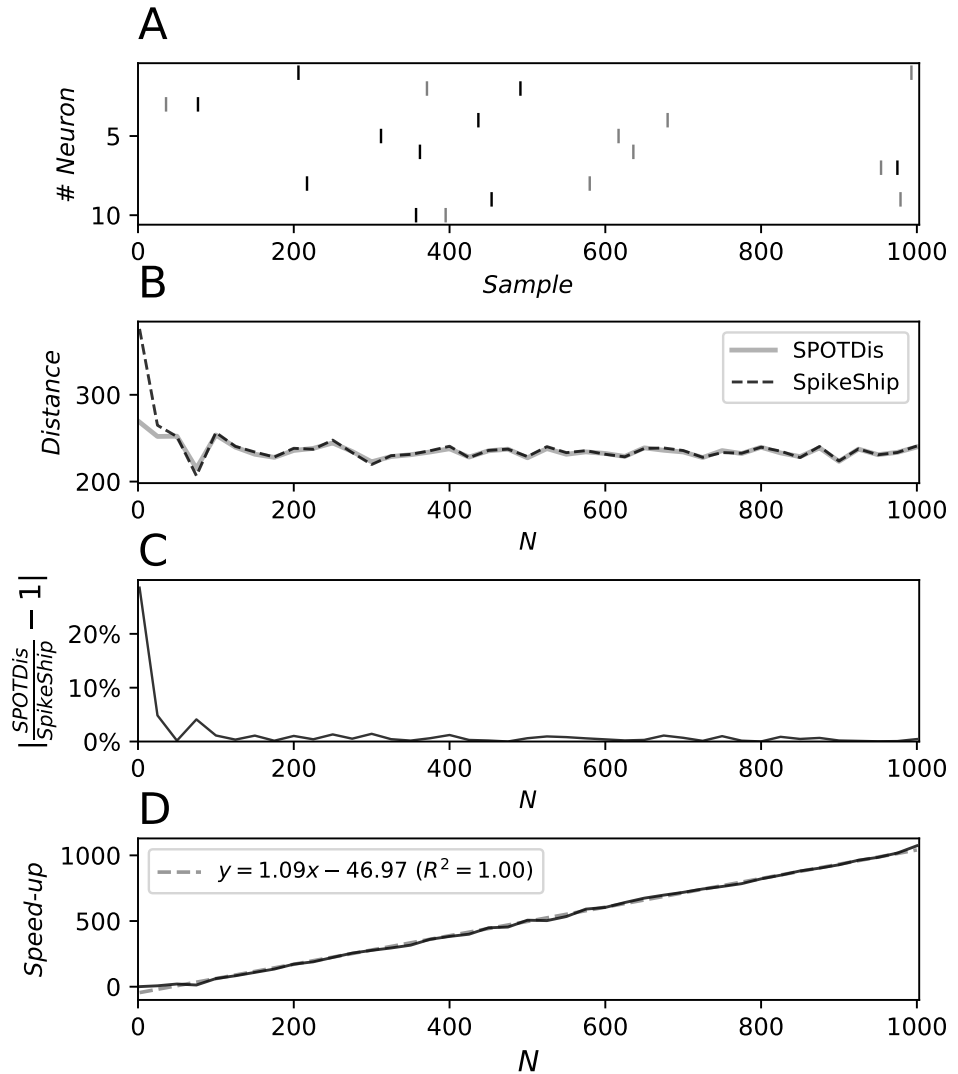 A
# Neuron
5
10
0 200 400 600 800 1000
Sample
B
Distance
300
200
SPOTDis
SpikeShip
0 200 400 600 800 1000
N
C
|SPOTDis/SpikeShip − 1|
20%
10%
0%
0 200 400 600 800 1000
N
D
Speed-up
1000
500
0
y = 1.09x − 46.97 (R² = 1.00)
0 200 400 600 800 1000
N